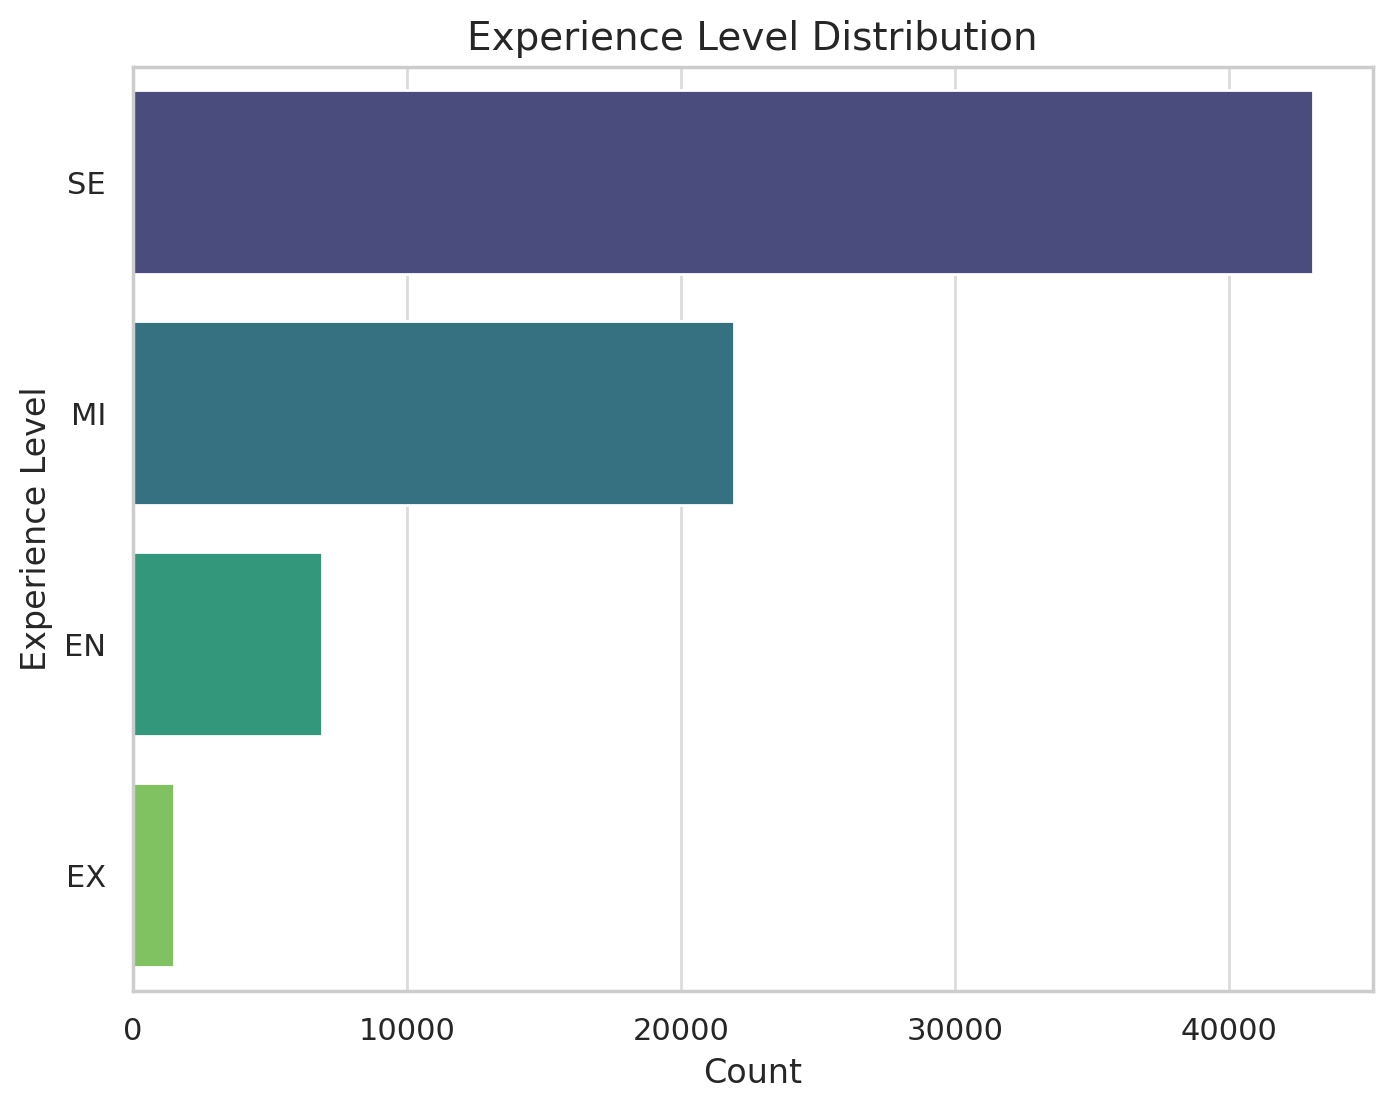 Experience Level Distribution
SE
MI
EN
EX
Experience Level
0 10000 20000 30000 40000
Count